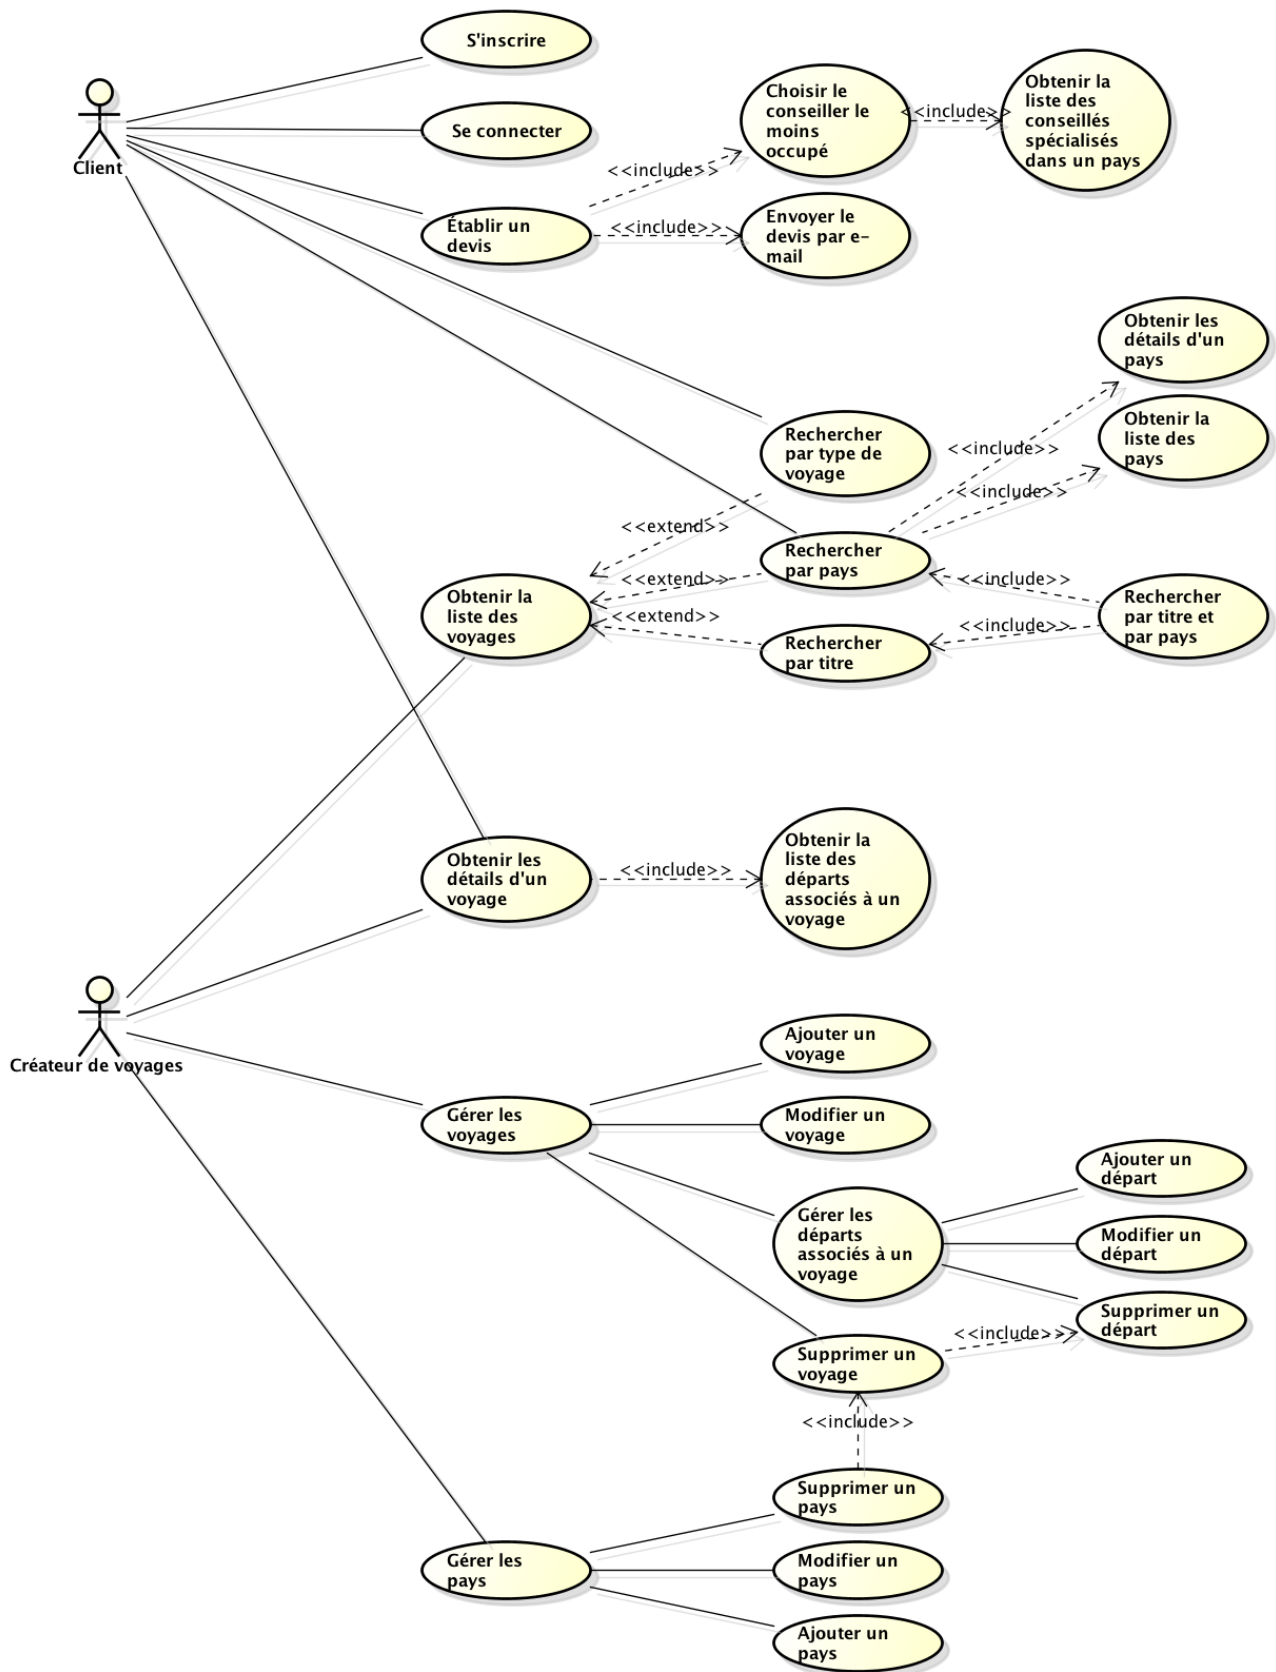 S'inscrire
Choisir le
conseiller le
moins
occupé
<<include>>
Obtenir la
liste des
conseillés
spécialisés
dans un pays
Se connecter
Client
<<include>>
Établir un
devis
<<include>>
Envoyer le
devis par e-
mail
Obtenir les
détails d'un
pays
Rechercher
par type de
voyage
<<include>>
Obtenir la
liste des
pays
<<include>>
<<extend>>
Rechercher
par pays
<<extend>>
<<include>>
Obtenir la
liste des
voyages
<<extend>>
Rechercher
par titre
<<include>>
Rechercher
par titre et
par pays
Obtenir les
détails d'un
voyage
<<include>>
Obtenir la
liste des
départs
associés à un
voyage
Créateur de voyages
Ajouter un
voyage
Gérer les
voyages
Modifier un
voyage
Ajouter un
départ
Gérer les
départs
associés à un
voyage
Modifier un
départ
Supprimer un
départ
<<include>>
Supprimer un
voyage
<<include>>
Supprimer un
pays
Gérer les
pays
Modifier un
pays
Ajouter un
pays